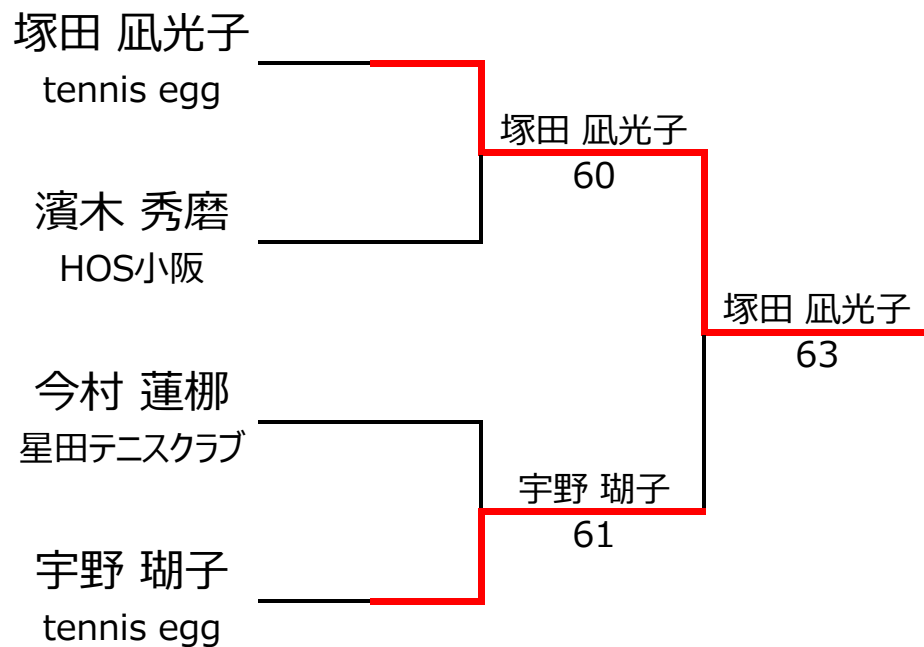 塚田 凪光子
tennis egg
濱木 秀磨
HOS小阪
今村 蓮梛
星田テニスクラブ
宇野 瑚子
tennis egg
塚田 凪光子
60
宇野 瑚子
61
塚田 凪光子
63